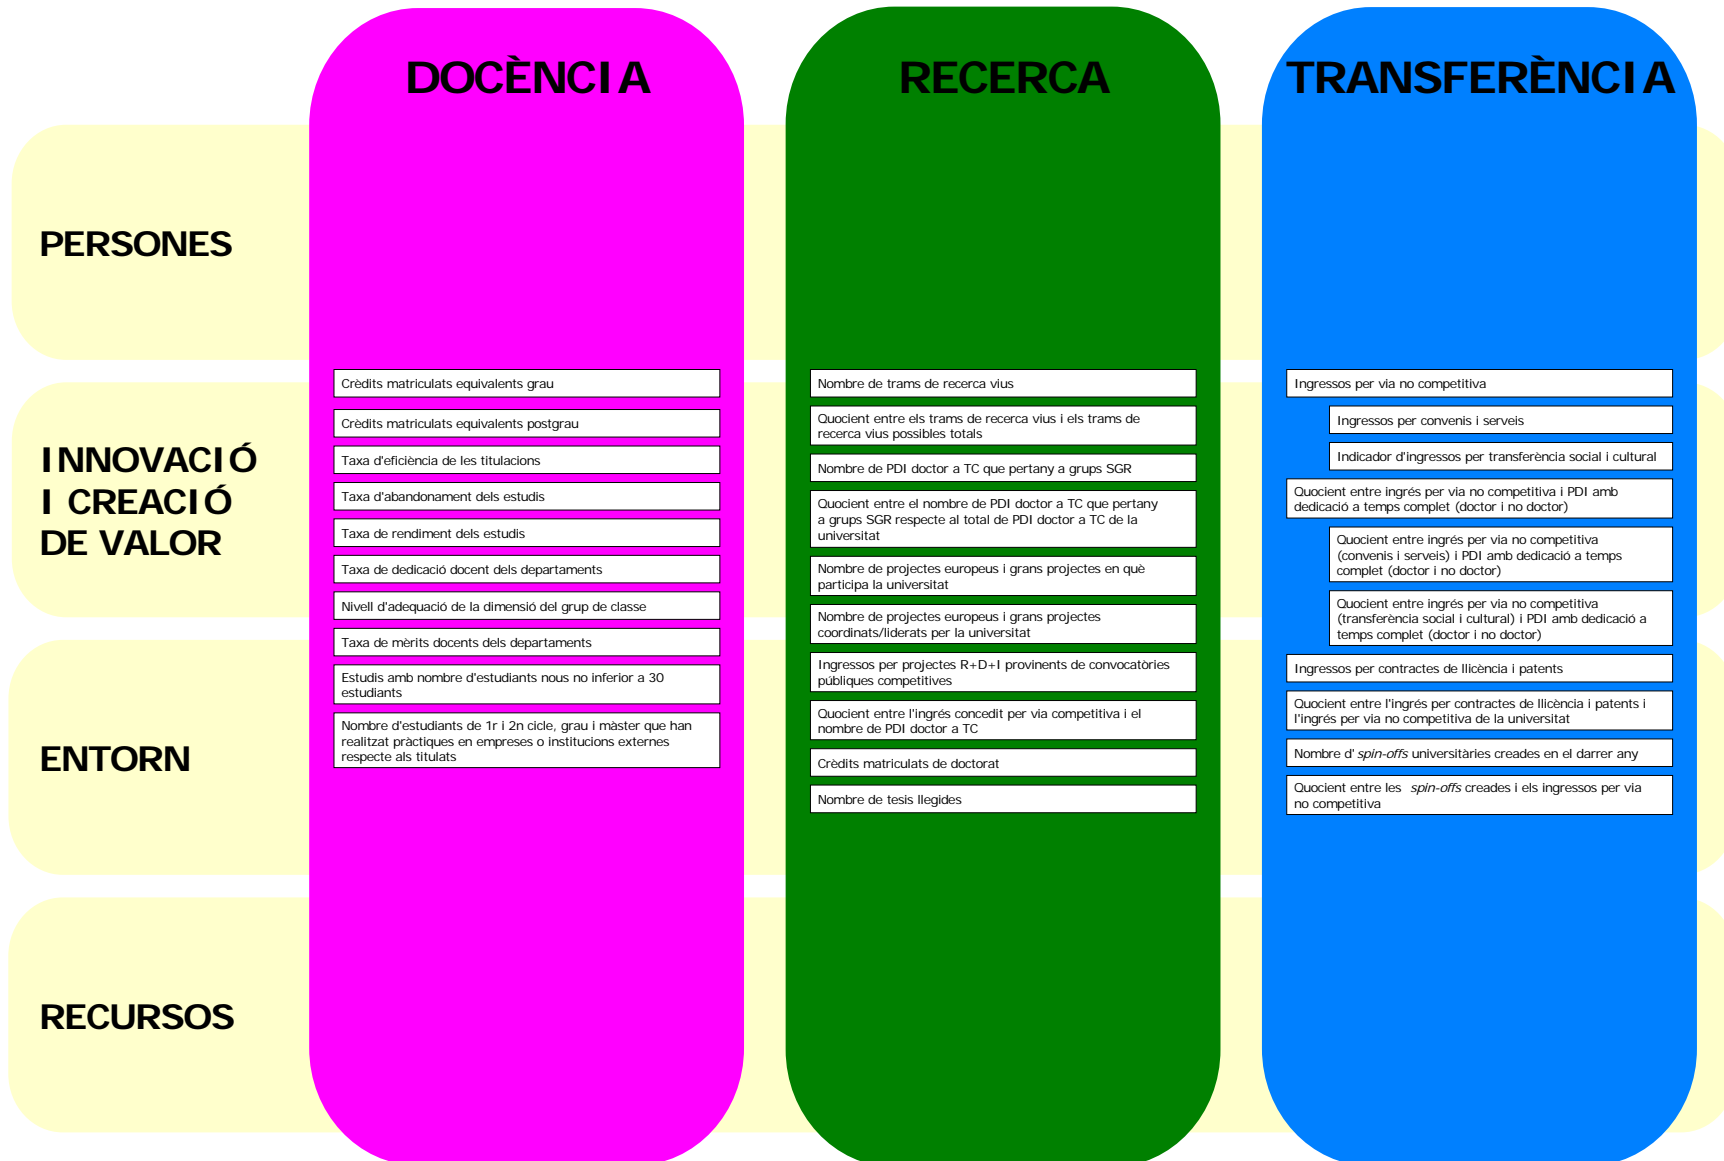 DOCÈNCIA
RECERCA
TRANSFERÈNCIA
PERSONES
INNOVACIÓ
I CREACIÓ
DE VALOR
ENTORN
RECURSOS
Crèdits matriculats equivalents grau
Crèdits matriculats equivalents postgrau
Taxa d'eficiència de les titulacions
Taxa d'abandonament dels estudis
Taxa de rendiment dels estudis
Taxa de dedicació docent dels departaments
Nivell d'adequació de la dimensió del grup de classe
Taxa de mèrits docents dels departaments
Estudis amb nombre d'estudiants nous no inferior a 30
estudiants
Nombre d'estudiants de 1r i 2n cicle, grau i màster que han
realitzat pràctiques en empreses o institucions externes
respecte als titulats
Nombre de trams de recerca vius
Quocient entre els trams de recerca vius i els trams de
recerca vius possibles totals
Nombre de PDI doctor a TC que pertany a grups SGR
Quocient entre el nombre de PDI doctor a TC que pertany
a grups SGR respecte al total de PDI doctor a TC de la
universitat
Nombre de projectes europeus i grans projectes en què
participa la universitat
Nombre de projectes europeus i grans projectes
coordinats/liderats per la universitat
Ingressos per projectes R+D+I provinents de convocatòries
públiques competitives
Quocient entre l'ingrés concedit per via competitiva i el
nombre de PDI doctor a TC
Crèdits matriculats de doctorat
Nombre de tesis llegides
Ingressos per via no competitiva
Ingressos per convenis i serveis
Indicador d'ingressos per transferència social i cultural
Quocient entre ingrés per via no competitiva i PDI amb
dedicació a temps complet (doctor i no doctor)
Quocient entre ingrés per via no competitiva
(convenis i serveis) i PDI amb dedicació a temps
complet (doctor i no doctor)
Quocient entre ingrés per via no competitiva
(transferència social i cultural) i PDI amb dedicació a
temps complet (doctor i no doctor)
Ingressos per contractes de llicència i patents
Quocient entre l'ingrés per contractes de llicència i patents i
l'ingrés per via no competitiva de la universitat
Nombre d'spin-offs universitàries creades en el darrer any
Quocient entre les spin-offs creades i els ingressos per via
no competitiva